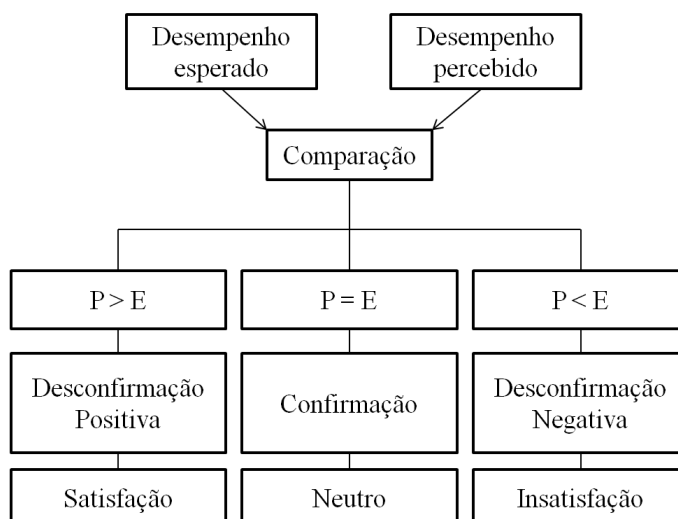 Desempenho
esperado
Desempenho
percebido
Comparação
P > E
P = E
P < E
Desconfirmação
Positiva
Confirmação
Desconfirmação
Negativa
Satisfação
Neutro
Insatisfação